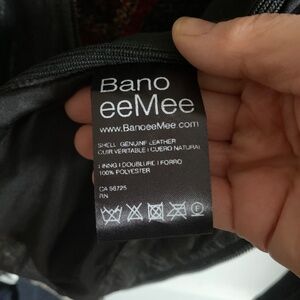 Bano
eeMee
www.BanoeeMee.com
SHELL GENUINE LEATHER
CUIR VERITABLE I CUERO NATURAL
LINING I DOUBLURE I FORRO
100% POLYESTER
CA 56725
RN